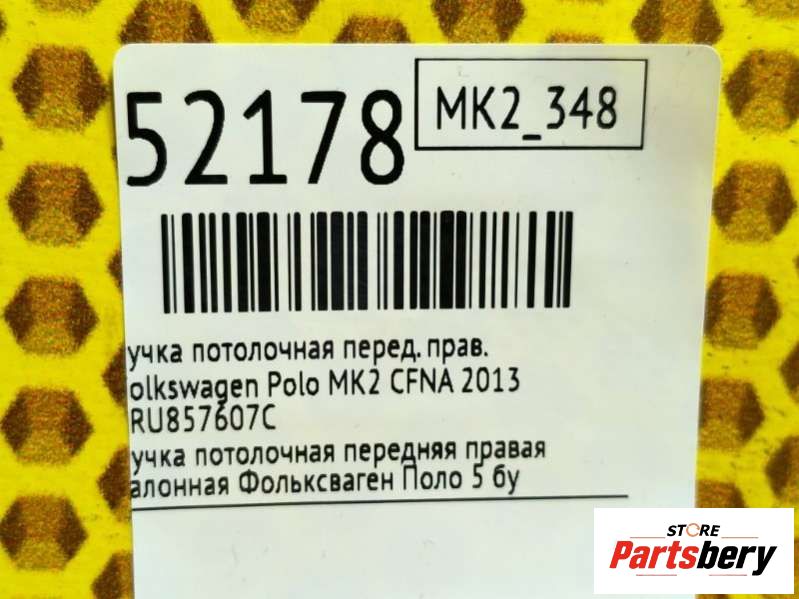 52178
MK2_348
учка потолочная перед. прав.
olkswagen Polo MK2 CFNA 2013
RU857607C
учка потолочная передняя правая
алонная Фольксваген Поло 5 бу
STORE
Partsbery